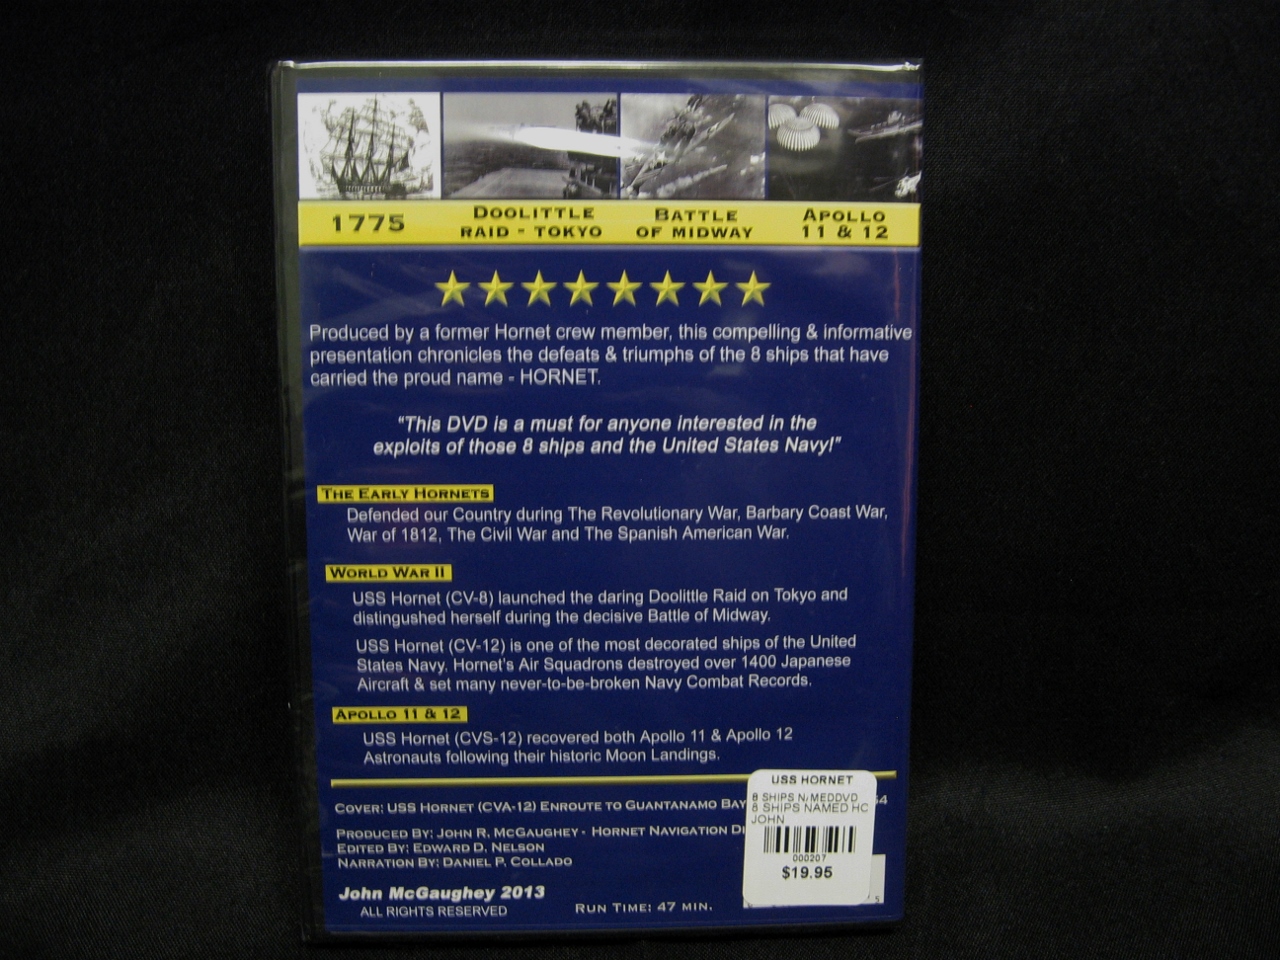 1775
DOOLITTLE
RAID - TOKYO
BATTLE
OF MIDWAY
APOLLO
11 & 12
Produced by a former Hornet crew member, this compelling & informative
presentation chronicles the defeats & triumphs of the 8 ships that have
carried the proud name - HORNET.
"This DVD is a must for anyone interested in the
exploits of those 8 ships and the United States Navy!"
THE EARLY HORNETS
Defended our Country during The Revolutionary War, Barbary Coast War,
War of 1812, The Civil War and The Spanish American War.
WORLD WAR II
USS Hornet (CV-8) launched the daring Doolittle Raid on Tokyo and
distingushed herself during the decisive Battle of Midway.
USS Hornet (CV-12) is one of the most decorated ships of the United
States Navy. Hornet's Air Squadrons destroyed over 1400 Japanese
Aircraft & set many never-to-be-broken Navy Combat Records.
APOLLO 11 & 12
USS Hornet (CVS-12) recovered both Apollo 11 & Apollo 12
Astronauts following their historic Moon Landings.
COVER: USS HORNET (CVA-12) ENROUTE TO GUANTANAMO BAY
PRODUCED BY: JOHN R. MCGAUGHEY - HORNET NAVIGATION
EDITED BY: EDWARD D. NELSON
NARRATION BY: DANIEL P. COLLADO
John McGaughey 2013
ALL RIGHTS RESERVED
RUN TIME: 47 MIN.
USS HORNET
8 SHIPS N/MEDDVD
8 SHIPS NAMED HC
JOHN
000207
$19.95